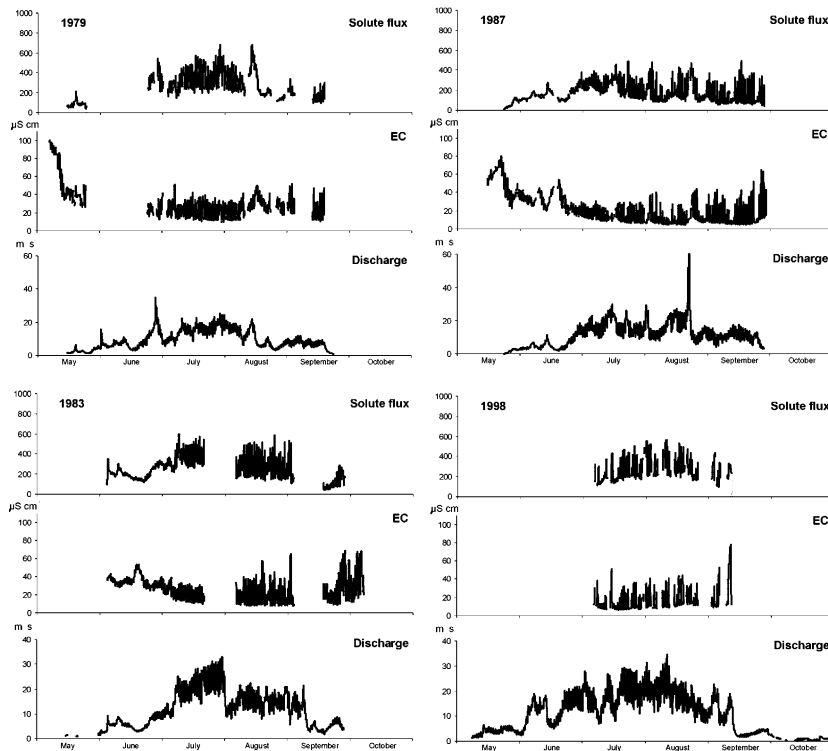 1979 Solute flux
1000
800
600
400
200
0
µS cm
EC
100
80
60
40
20
0
m s
Discharge
60
40
20
0
May June July August September October
1987 Solute flux
1000
800
600
400
200
0
µS cm
EC
100
80
60
40
20
0
m s
Discharge
60
40
20
0
May June July August September October
1983 Solute flux
1000
800
600
400
200
0
µS cm
EC
100
80
60
40
20
0
m s
Discharge
40
30
20
10
0
May June July August September October
1998 Solute flux
1000
800
600
400
200
0
µS cm
EC
100
80
60
40
20
0
m s
Discharge
40
30
20
10
0
May June July August September October